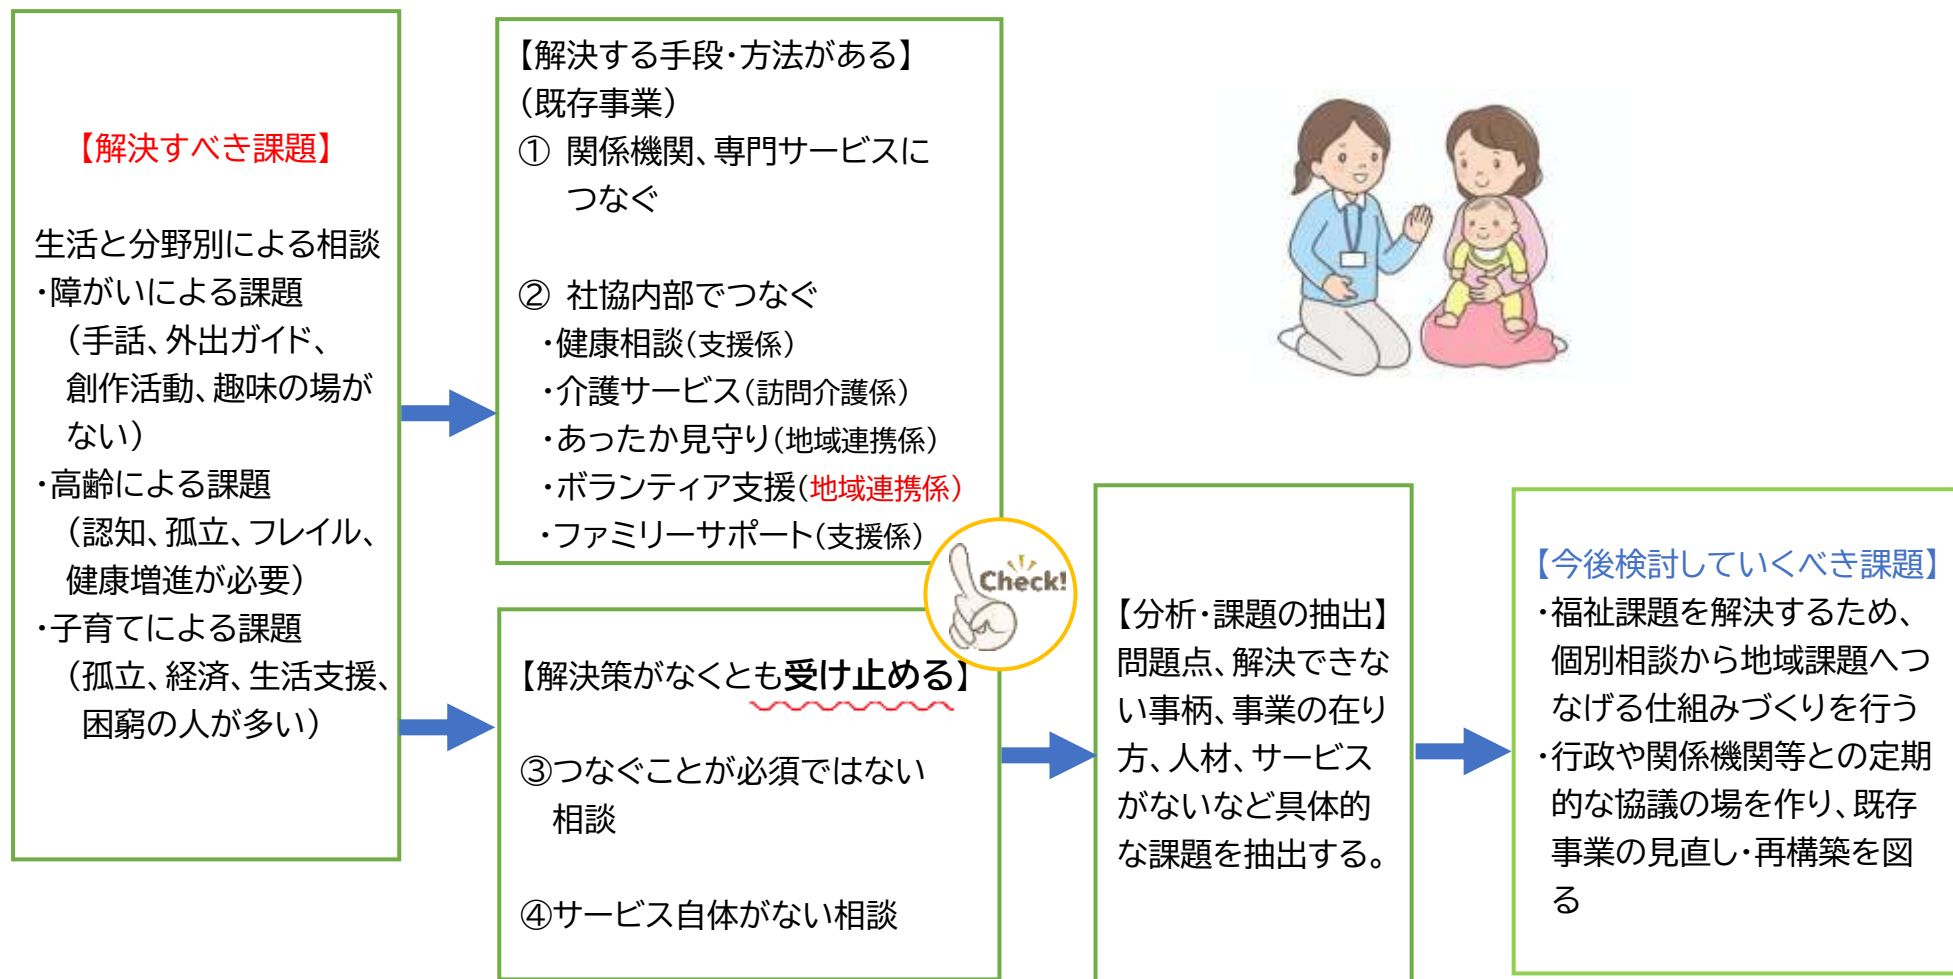 【解決すべき課題】
生活と分野別による相談
・障がいによる課題
（手話、外出ガイド、
創作活動、趣味の場が
ない）
・高齢による課題
（認知、孤立、フレイル、
健康増進が必要）
・子育てによる課題
（孤立、経済、生活支援、
困窮の人が多い）
【解決する手段・方法がある】
（既存事業）
① 関係機関、専門サービスに
つなぐ
② 社協内部でつなぐ
・健康相談（支援係）
・介護サービス（訪問介護係）
・あったか見守り（地域連携係）
・ボランティア支援（地域連携係）
・ファミリーサポート（支援係）
Check!
【解決策がなくとも受け止める】
③つなぐことが必須ではない
相談
④サービス自体がない相談
【分析・課題の抽出】
問題点、解決できな
い事柄、事業の在り
方、人材、サービス
がないなど具体的
な課題を抽出する。
【今後検討していくべき課題】
・福祉課題を解決するため、
個別相談から地域課題へつ
なげる仕組みづくりを行う
・行政や関係機関等との定期
的な協議の場を作り、既存
事業の見直し・再構築を図
る